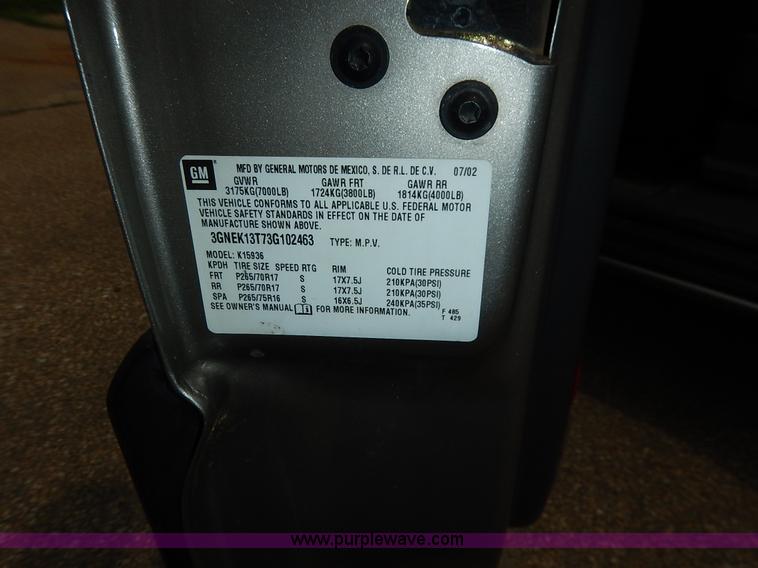 GM
MFD BY GENERAL MOTORS DE MEXICO, S. DE R.L. DE C.V. 07/02
GVWR GAWR FRT GAWR RR
3175KG(7000LB) 1724KG(3800LB) 1814KG(4000LB)
THIS VEHICLE CONFORMS TO ALL APPLICABLE U.S. FEDERAL MOTOR
VEHICLE SAFETY STANDARDS IN EFFECT ON THE DATE OF
MANUFACTURE SHOWN ABOVE.
3GNEK13T73G102463 TYPE: M.P.V.
MODEL: K15936
KPDH TIRE SIZE SPEED RTG RIM COLD TIRE PRESSURE
FRT P265/70R17 S 17X7.5J 210KPA(30PSI)
RR P265/70R17 S 17X7.5J 210KPA(30PSI)
SPA P265/75R16 S 16X6.5J 240KPA(35PSI)
SEE OWNER'S MANUAL FOR MORE INFORMATION. F 485
T 429
www.purplewave.com